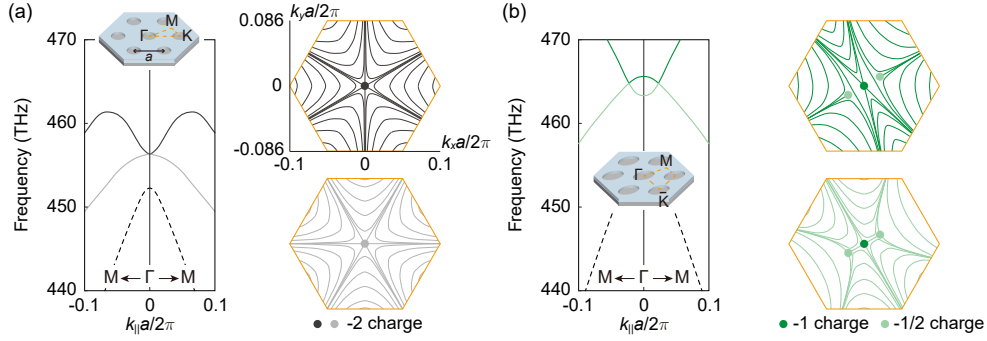 (a)
M
Γ
K
a
470
460
450
440
Frequency (THz)
M ← Γ → M
-0.1
0
0.1
k||a/2π
0.086
kya/2π
0
-0.086
kxa/2π
-0.1
0
0.1
-2 charge
(b)
470
460
450
440
Frequency (THz)
M
Γ
K̄
M ← Γ → M
-0.1
0
0.1
k||a/2π
-1 charge
-1/2 charge